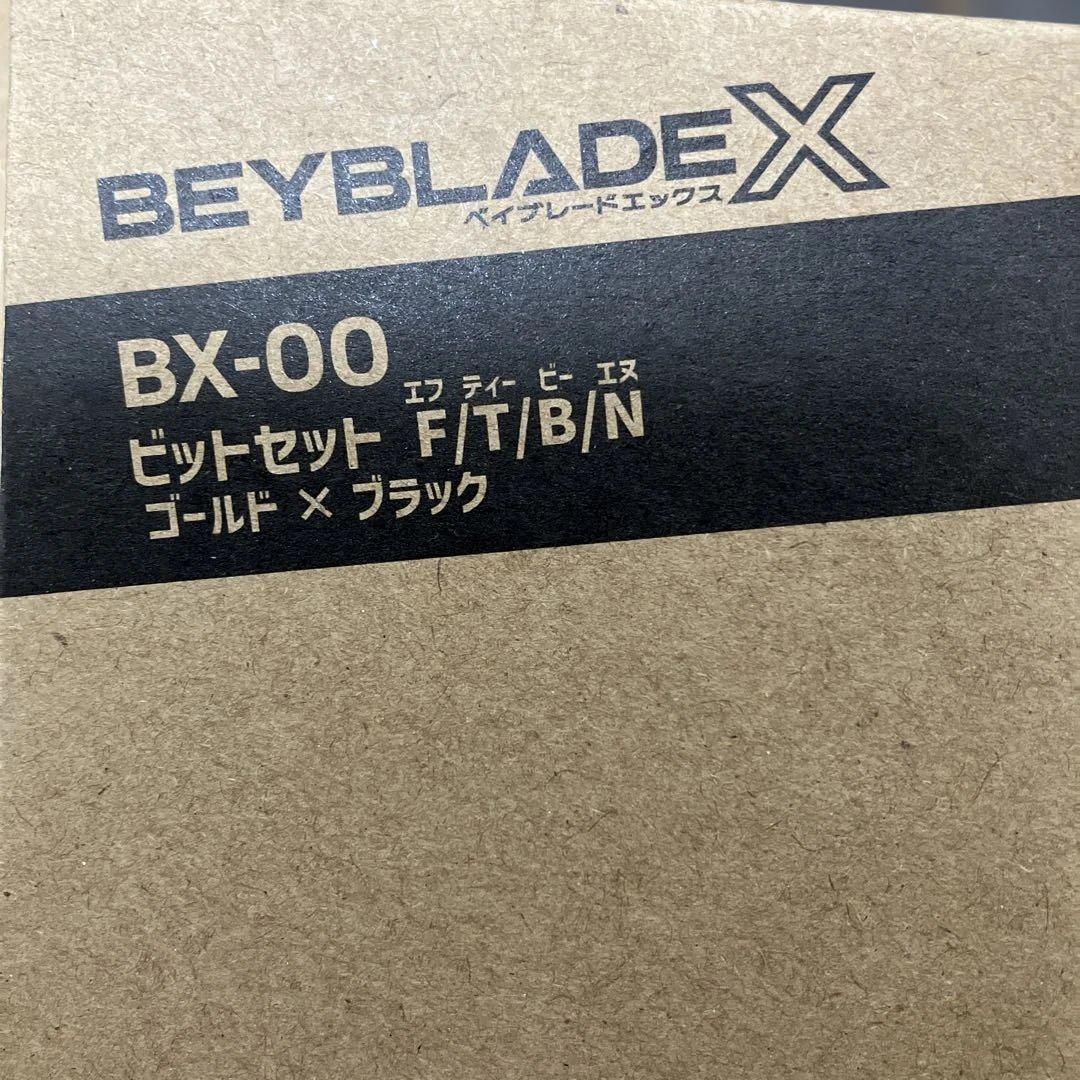 BEYBLADE X
ベイブレードエックス
BX-00
エフ ティー ビー エヌ
ビットセット F/T/B/N
ゴールド × ブラック